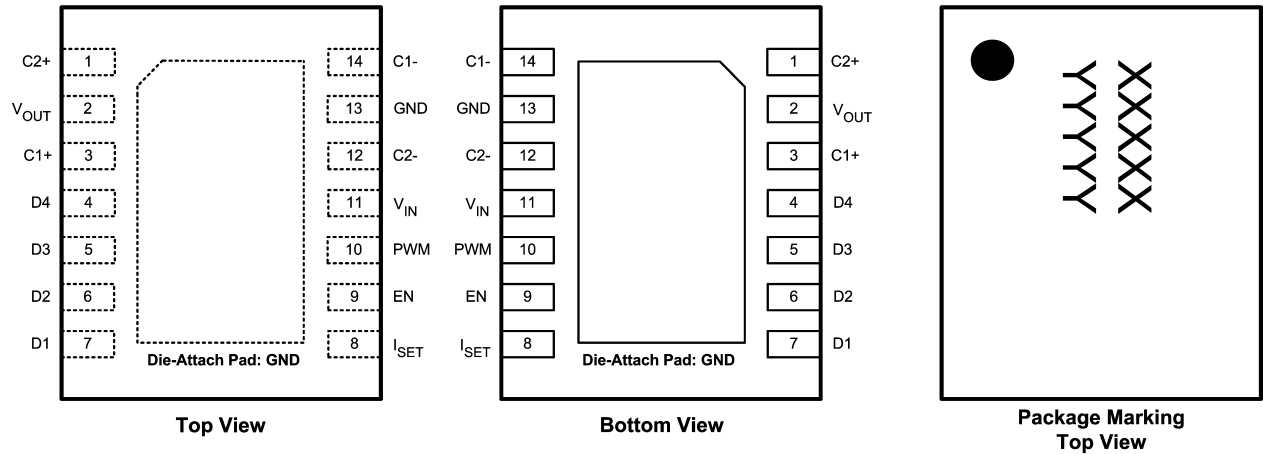 C2+ 1 14 C1-
VOUT 2 13 GND
C1+ 3 12 C2-
D4 4 11 VIN
D3 5 10 PWM
D2 6 9 EN
D1 7 8 ISET
Die-Attach Pad: GND
Top View
C1- 14 1 C2+
GND 13 2 VOUT
C2- 12 3 C1+
VIN 11 4 D4
PWM 10 5 D3
EN 9 6 D2
ISET 8 7 D1
Die-Attach Pad: GND
Bottom View
XXXXX
YYYYY
Package Marking
Top View